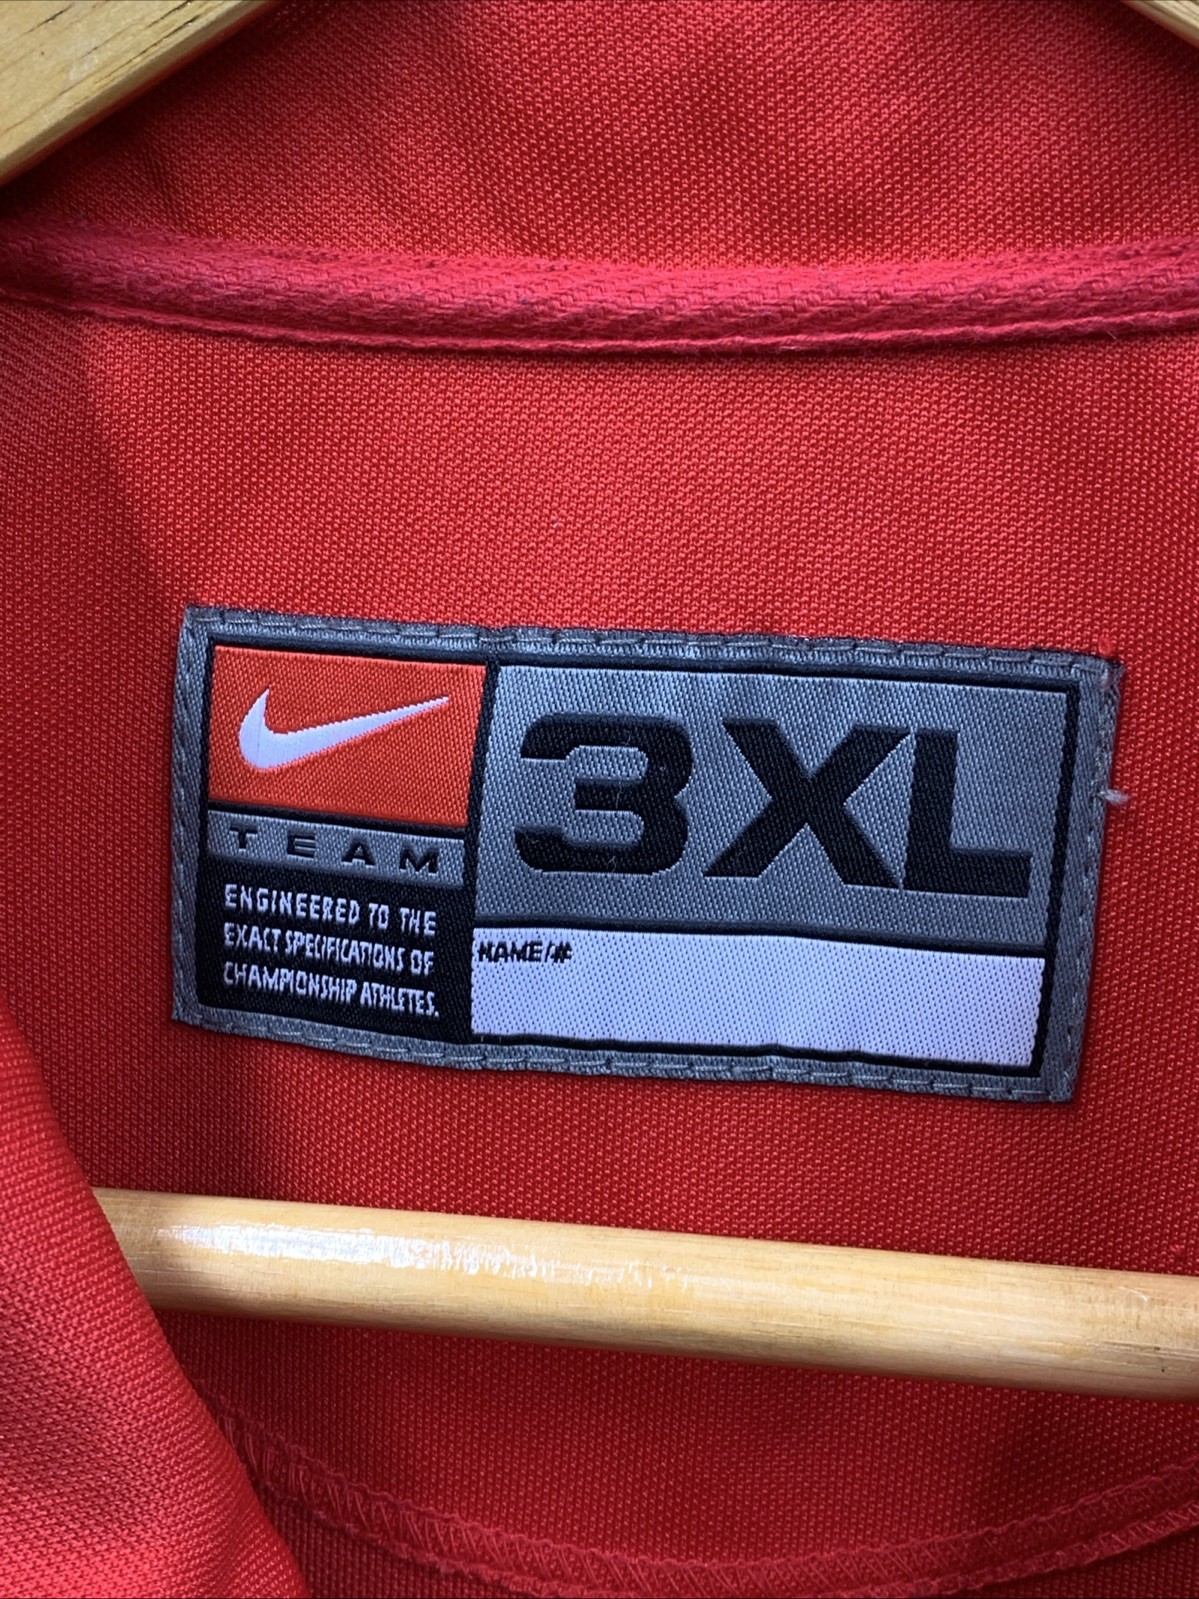 TEAM
ENGINEERED TO THE
EXACT SPECIFICATIONS OF
CHAMPIONSHIP ATHLETES.
3XL
NAME/#